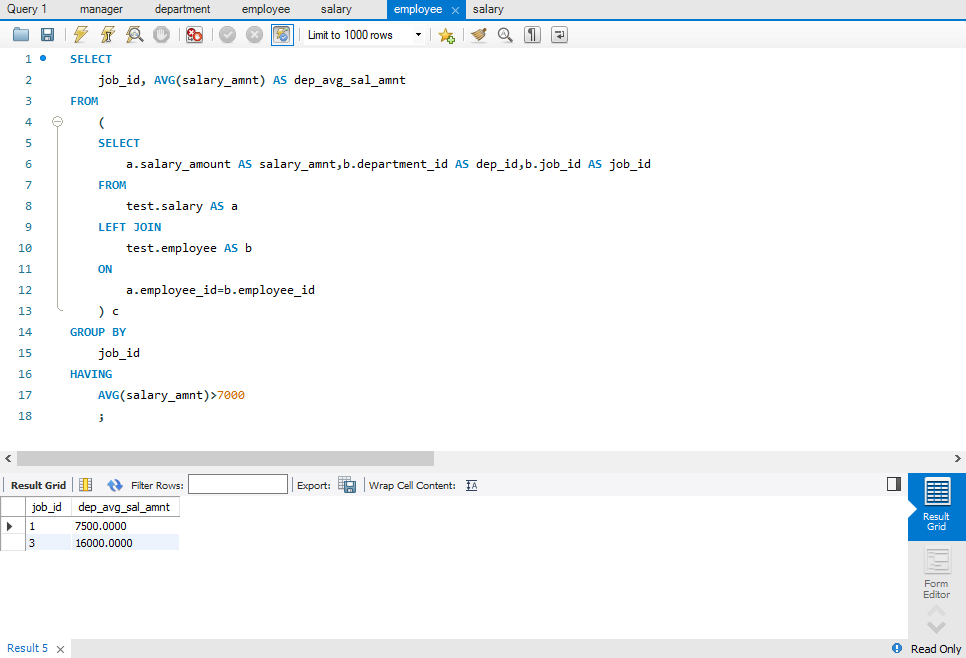 Query 1 manager department employee salary employee × salary
Limit to 1000 rows
1 SELECT
2 job_id, AVG(salary_amnt) AS dep_avg_sal_amnt
3 FROM
4 (
5 SELECT
6 a.salary_amount AS salary_amnt,b.department_id AS dep_id,b.job_id AS job_id
7 FROM
8 test.salary AS a
9 LEFT JOIN
10 test.employee AS b
11 ON
12 a.employee_id=b.employee_id
13 ) c
14 GROUP BY
15 job_id
16 HAVING
17 AVG(salary_amnt)>7000
18 ;
Result Grid Filter Rows: Export: Wrap Cell Content: IA
job_id dep_avg_sal_amnt
1 7500.0000
3 16000.0000
Result
Grid
Form
Editor
Result 5 × Read Only